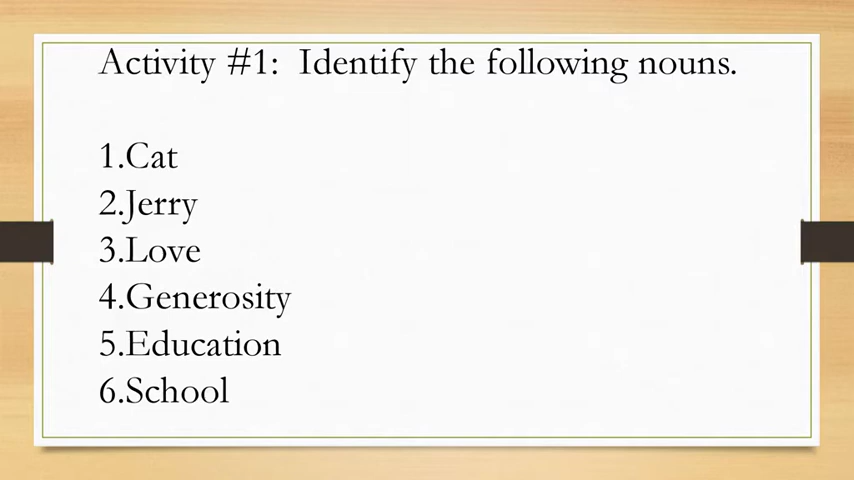 Activity #1: Identify the following nouns.
1.Cat
2.Jerry
3.Love
4.Generosity
5.Education
6.School